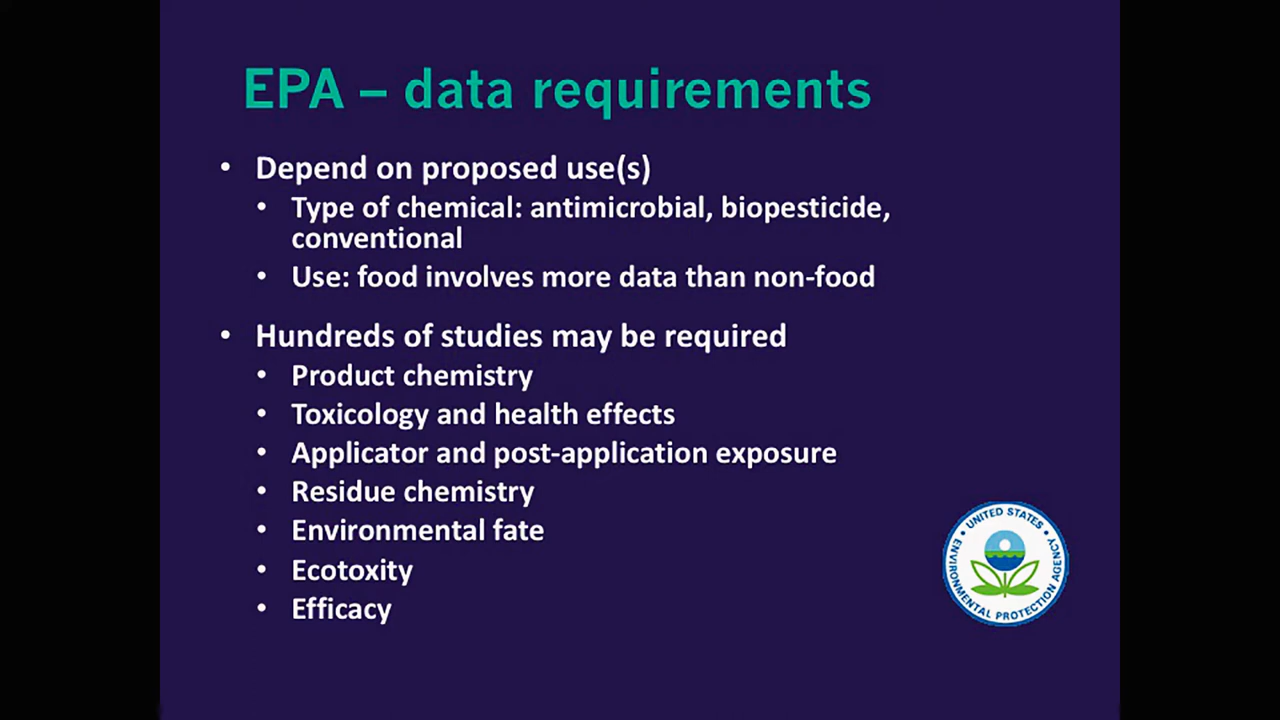 EPA – data requirements
• Depend on proposed use(s)
• Type of chemical: antimicrobial, biopesticide,
conventional
• Use: food involves more data than non-food
• Hundreds of studies may be required
• Product chemistry
• Toxicology and health effects
• Applicator and post-application exposure
• Residue chemistry
• Environmental fate
• Ecotoxity
• Efficacy
UNITED STATES
ENVIRONMENTAL PROTECTION AGENCY